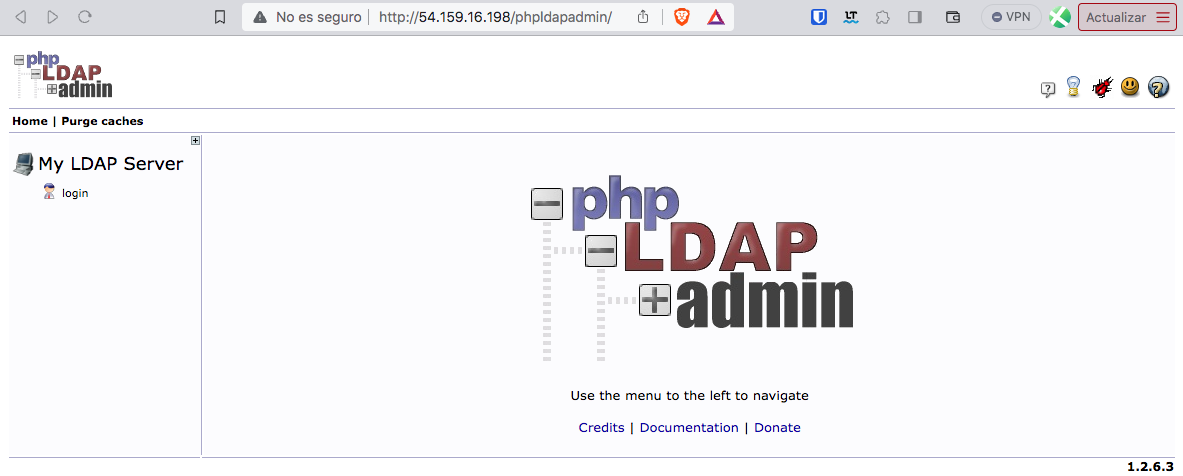 No es seguro | http://54.159.16.198/phpldapadmin/
VPN
Actualizar
LT
php
LDAP
admin
Home | Purge caches
My LDAP Server
login
php
LDAP
admin
Use the menu to the left to navigate
Credits | Documentation | Donate
1.2.6.3